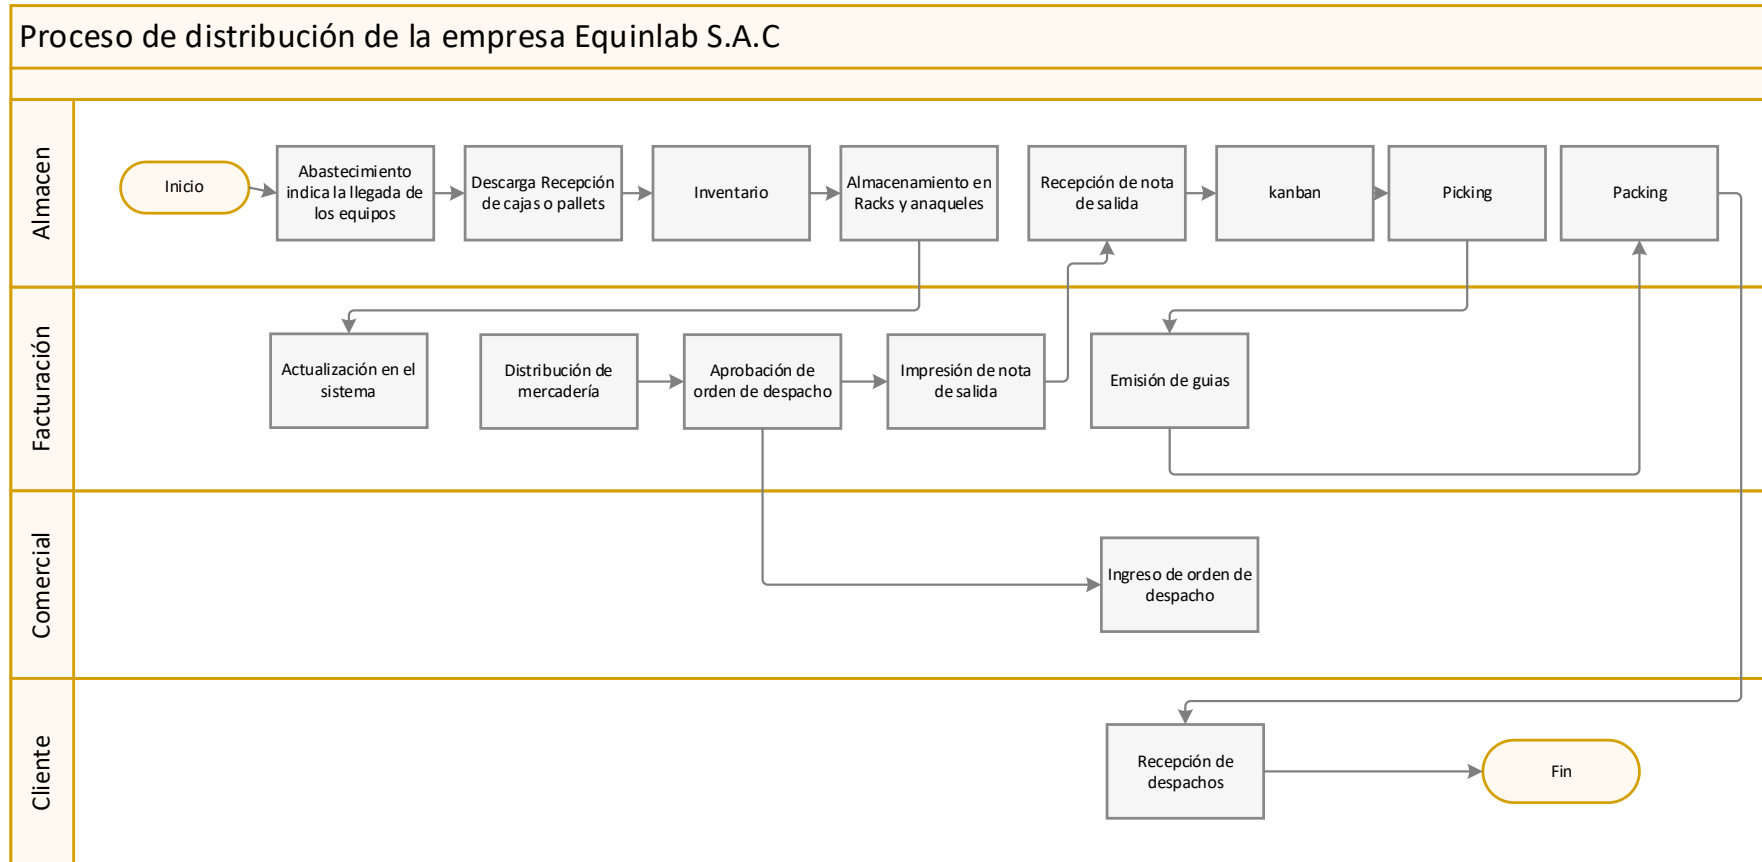 Proceso de distribución de la empresa Equinlab S.A.C
Almacen
Inicio
Abastecimiento
indica la llegada de
los equipos
Descarga Recepción
de cajas o pallets
Inventario
Almacenamiento en
Racks y anaqueles
Recepción de nota
de salida
kanban
Picking
Packing
Facturación
Actualización en el
sistema
Distribución de
mercadería
Aprobación de
orden de despacho
Impresión de nota
de salida
Emisión de guias
Comercial
Ingreso de orden de
despacho
Cliente
Recepción de
despachos
Fin